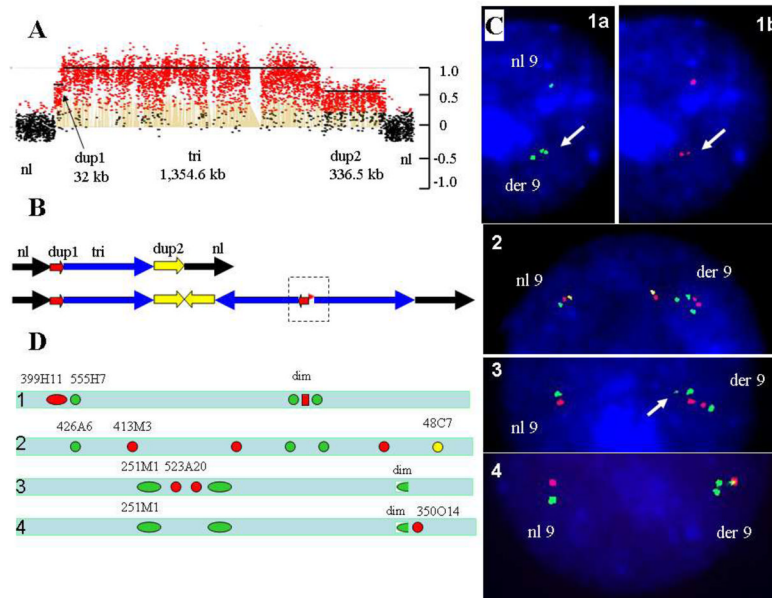 A
1.0
0.5
0
-0.5
-1.0
nl
dup1
32 kb
tri
1,354.6 kb
dup2
336.5 kb
nl
B
nl dup1 tri dup2 nl
D
399H11 555H7 dim
1
426A6 413M3 48C7
2
251M1 523A20 dim
3
251M1 dim 350O14
4
C
1a
nl 9
der 9
1b
2
nl 9
der 9
3
der 9
nl 9
4
nl 9
der 9